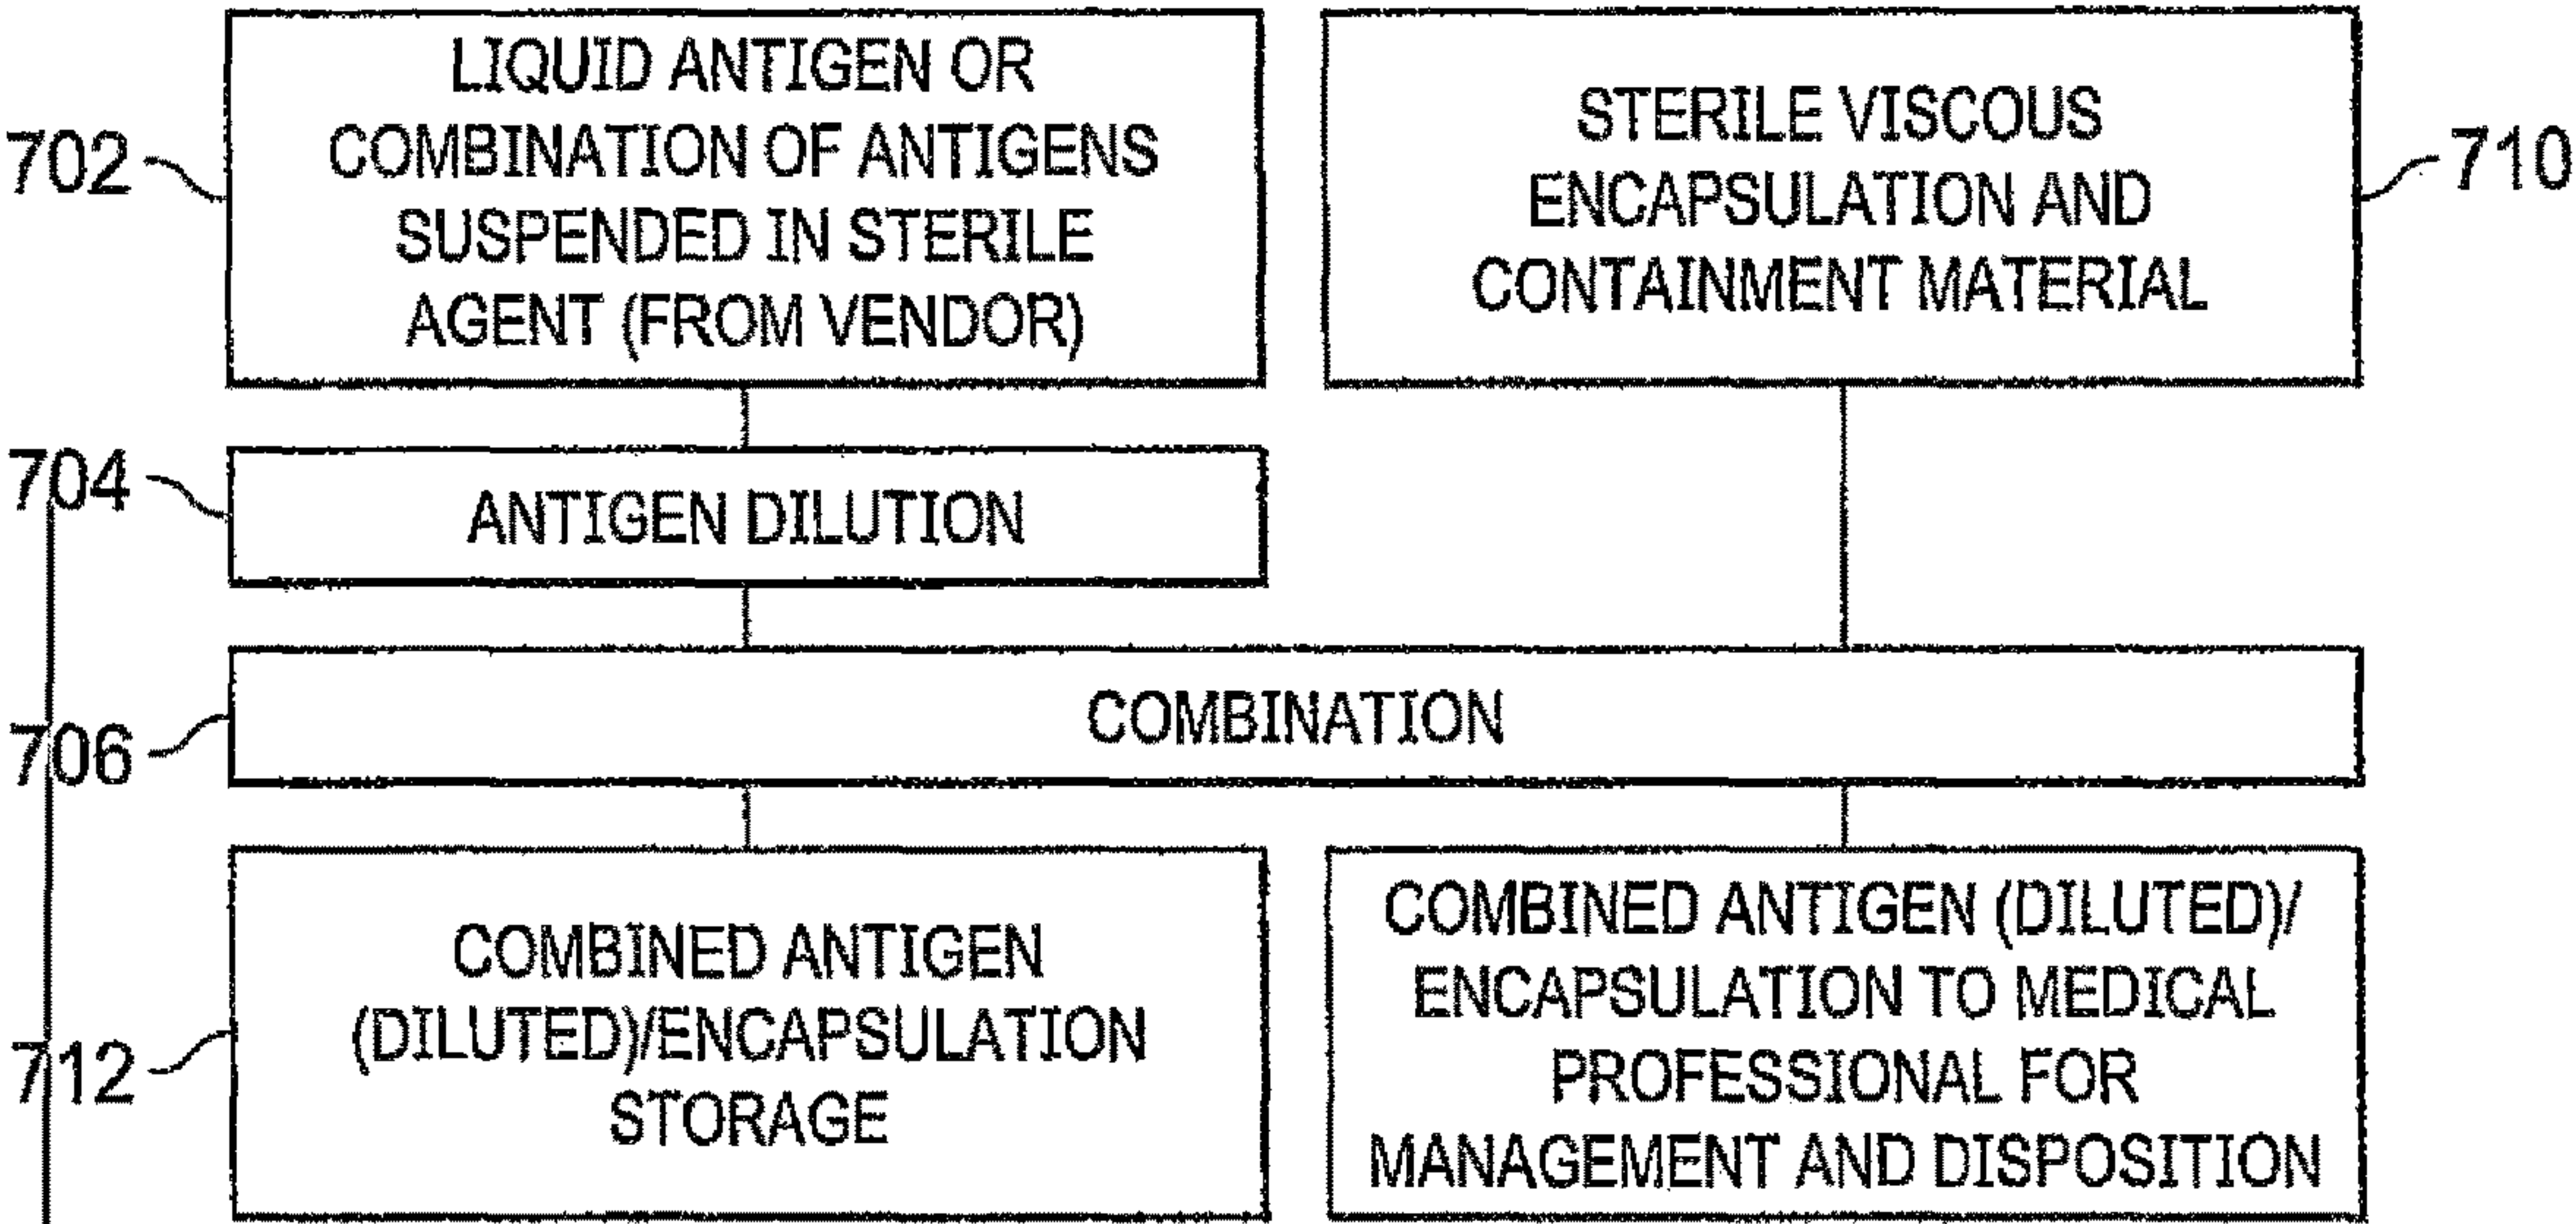 702
LIQUID ANTIGEN OR
COMBINATION OF ANTIGENS
SUSPENDED IN STERILE
AGENT (FROM VENDOR)
STERILE VISCOUS
ENCAPSULATION AND
CONTAINMENT MATERIAL
710
704
ANTIGEN DILUTION
706
COMBINATION
712
COMBINED ANTIGEN
(DILUTED)/ENCAPSULATION
STORAGE
COMBINED ANTIGEN (DILUTED)/
ENCAPSULATION TO MEDICAL
PROFESSIONAL FOR
MANAGEMENT AND DISPOSITION